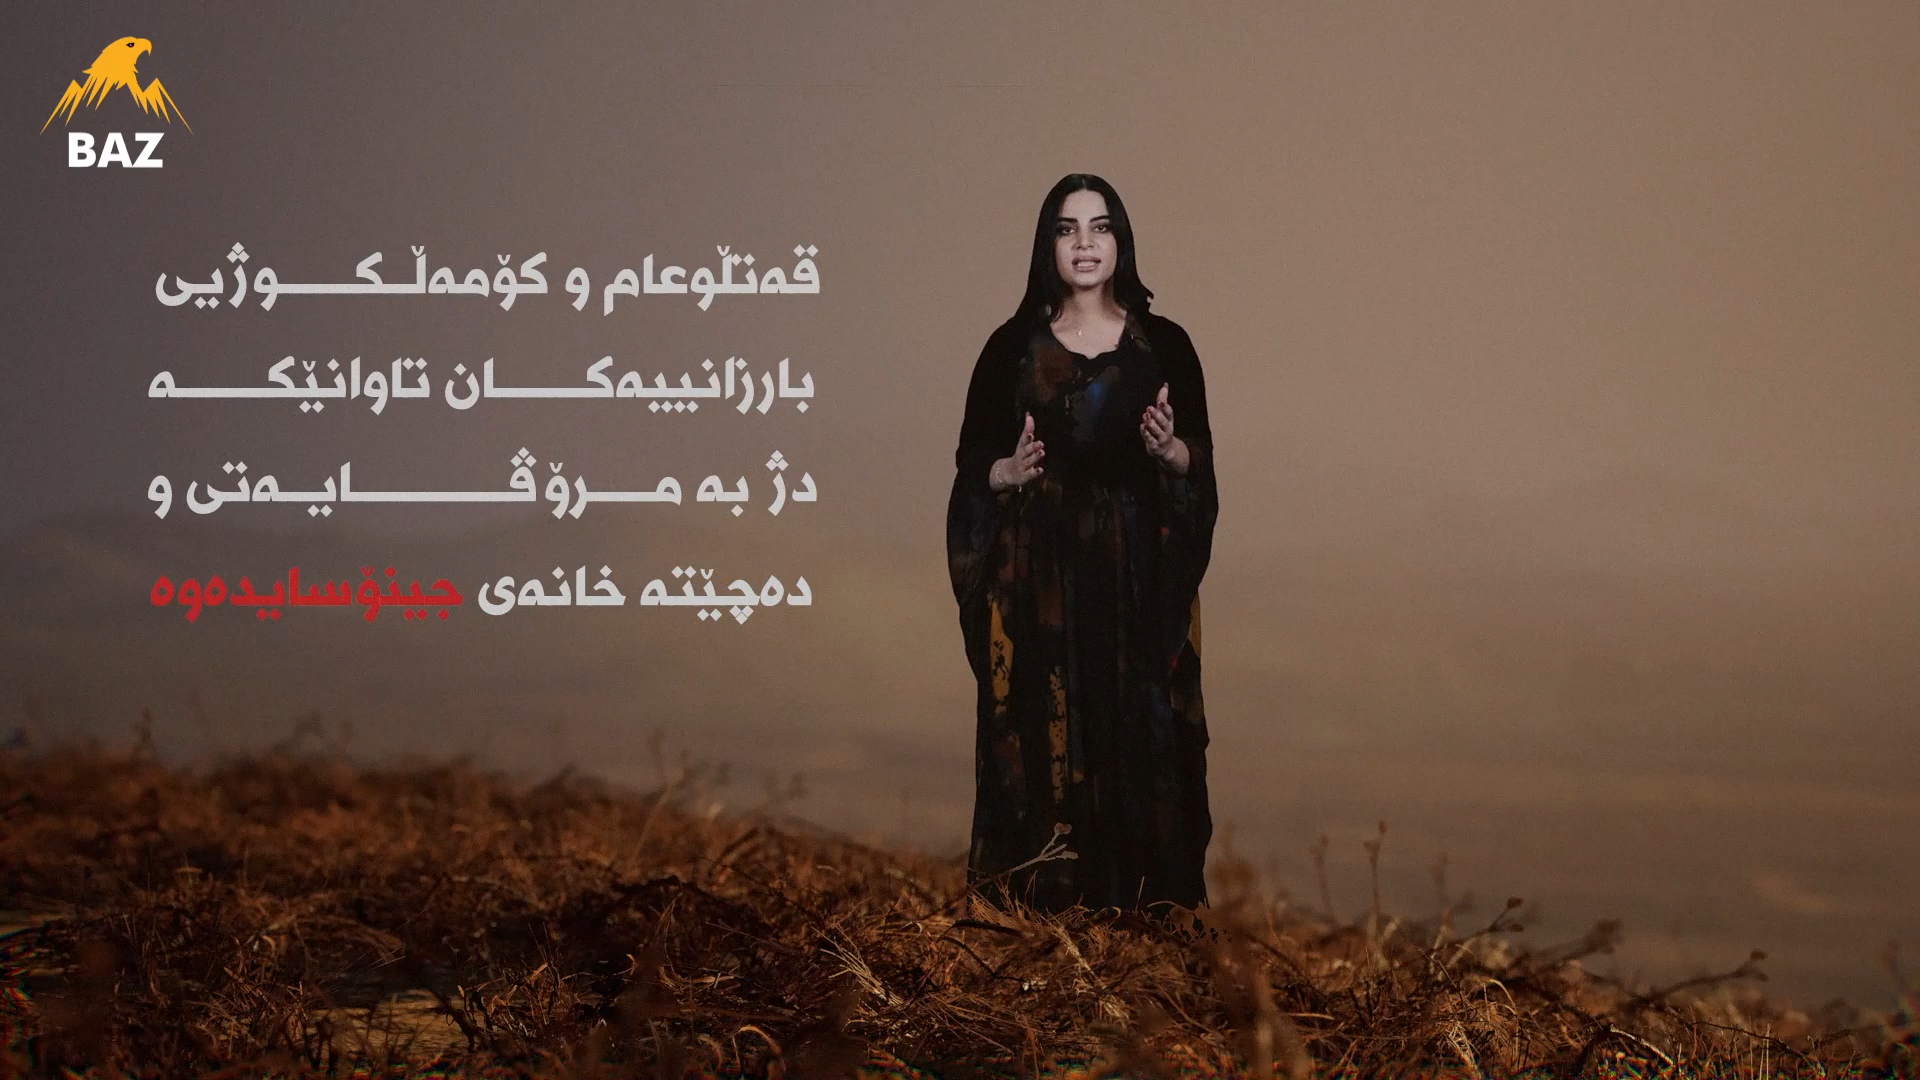 BAZ
قەتڵوعام و کۆمەڵکوژیی
بارزانییەکان تاوانێکە
دژ بە مرۆڤایەتی و
دەچێتە خانەی جینۆسایدەوە